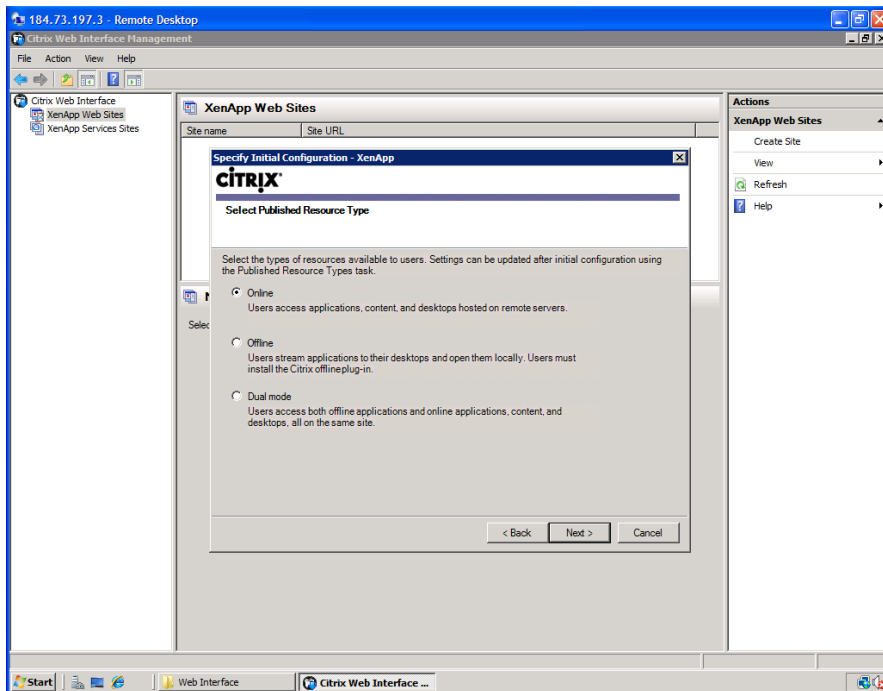 184.73.197.3 - Remote Desktop
Citrix Web Interface Management
File Action View Help
Citrix Web Interface
XenApp Web Sites
XenApp Services Sites
XenApp Web Sites
Site name Site URL
Actions
XenApp Web Sites
Create Site
View
Refresh
Help
Specify Initial Configuration - XenApp
CİTRIX
Select Published Resource Type
Select the types of resources available to users. Settings can be updated after initial configuration using
the Published Resource Types task.
Online
Users access applications, content, and desktops hosted on remote servers.
Offline
Users stream applications to their desktops and open them locally. Users must
install the Citrix offlineplug-in.
Dual mode
Users access both offline applications and online applications, content, and
desktops, all on the same site.
< Back Next > Cancel
Selec
Start Web Interface Citrix Web Interface ...